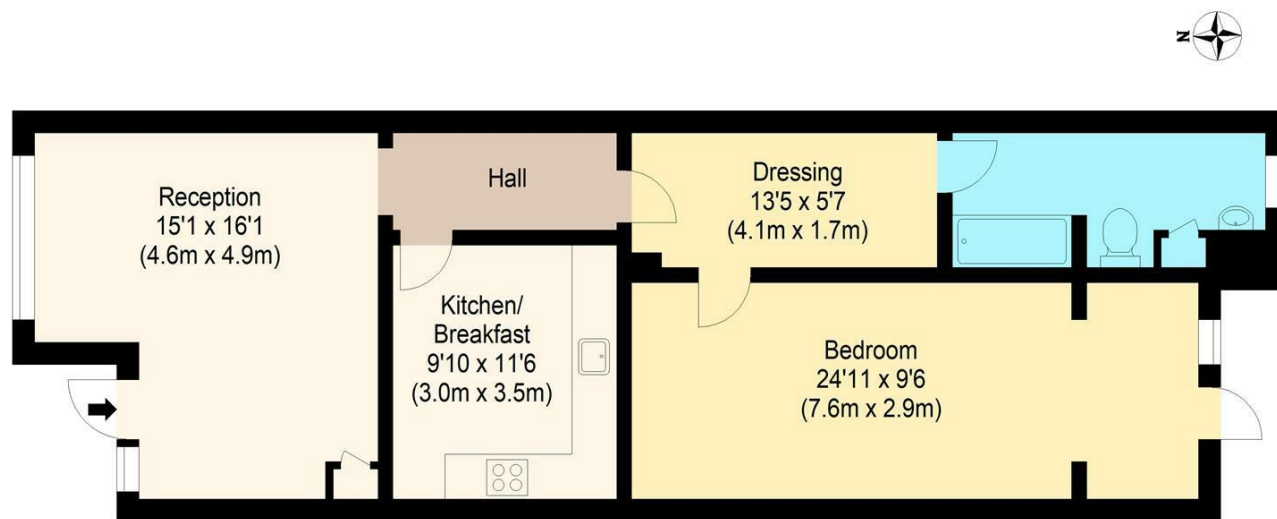 N
Reception
15'1 x 16'1
(4.6m x 4.9m)
Hall
Kitchen/
Breakfast
9'10 x 11'6
(3.0m x 3.5m)
Dressing
13'5 x 5'7
(4.1m x 1.7m)
Bedroom
24'11 x 9'6
(7.6m x 2.9m)